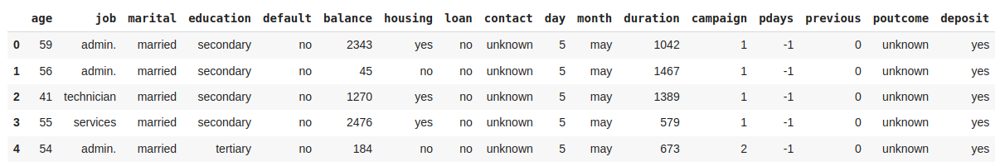 age job marital education default balance housing loan contact day month duration campaign pdays previous poutcome deposit
0 59 admin. married secondary no 2343 yes no unknown 5 may 1042 1 -1 0 unknown yes
1 56 admin. married secondary no 45 no no unknown 5 may 1467 1 -1 0 unknown yes
2 41 technician married secondary no 1270 yes no unknown 5 may 1389 1 -1 0 unknown yes
3 55 services married secondary no 2476 yes no unknown 5 may 579 1 -1 0 unknown yes
4 54 admin. married tertiary no 184 no no unknown 5 may 673 2 -1 0 unknown yes